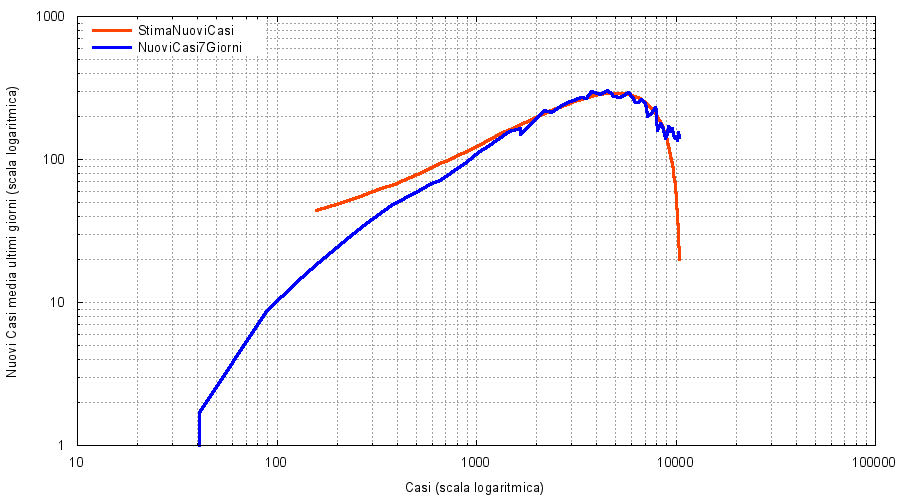 1000
StimaNuoviCasi
NuoviCasi7Giorni
100
10
1
10
100
1000
10000
100000
Nuovi Casi media ultimi giorni (scala logaritmica)
Casi (scala logaritmica)